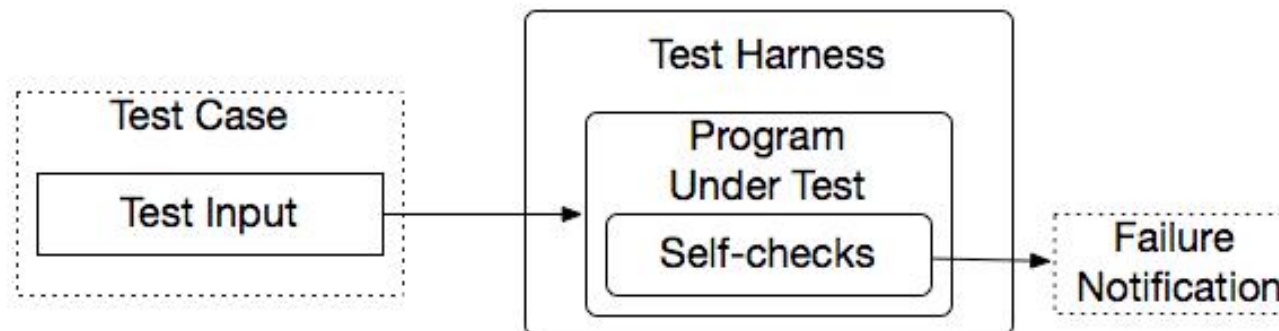 Test Harness
Test Case
Program
Under Test
Test Input
Self-checks
Failure
Notification